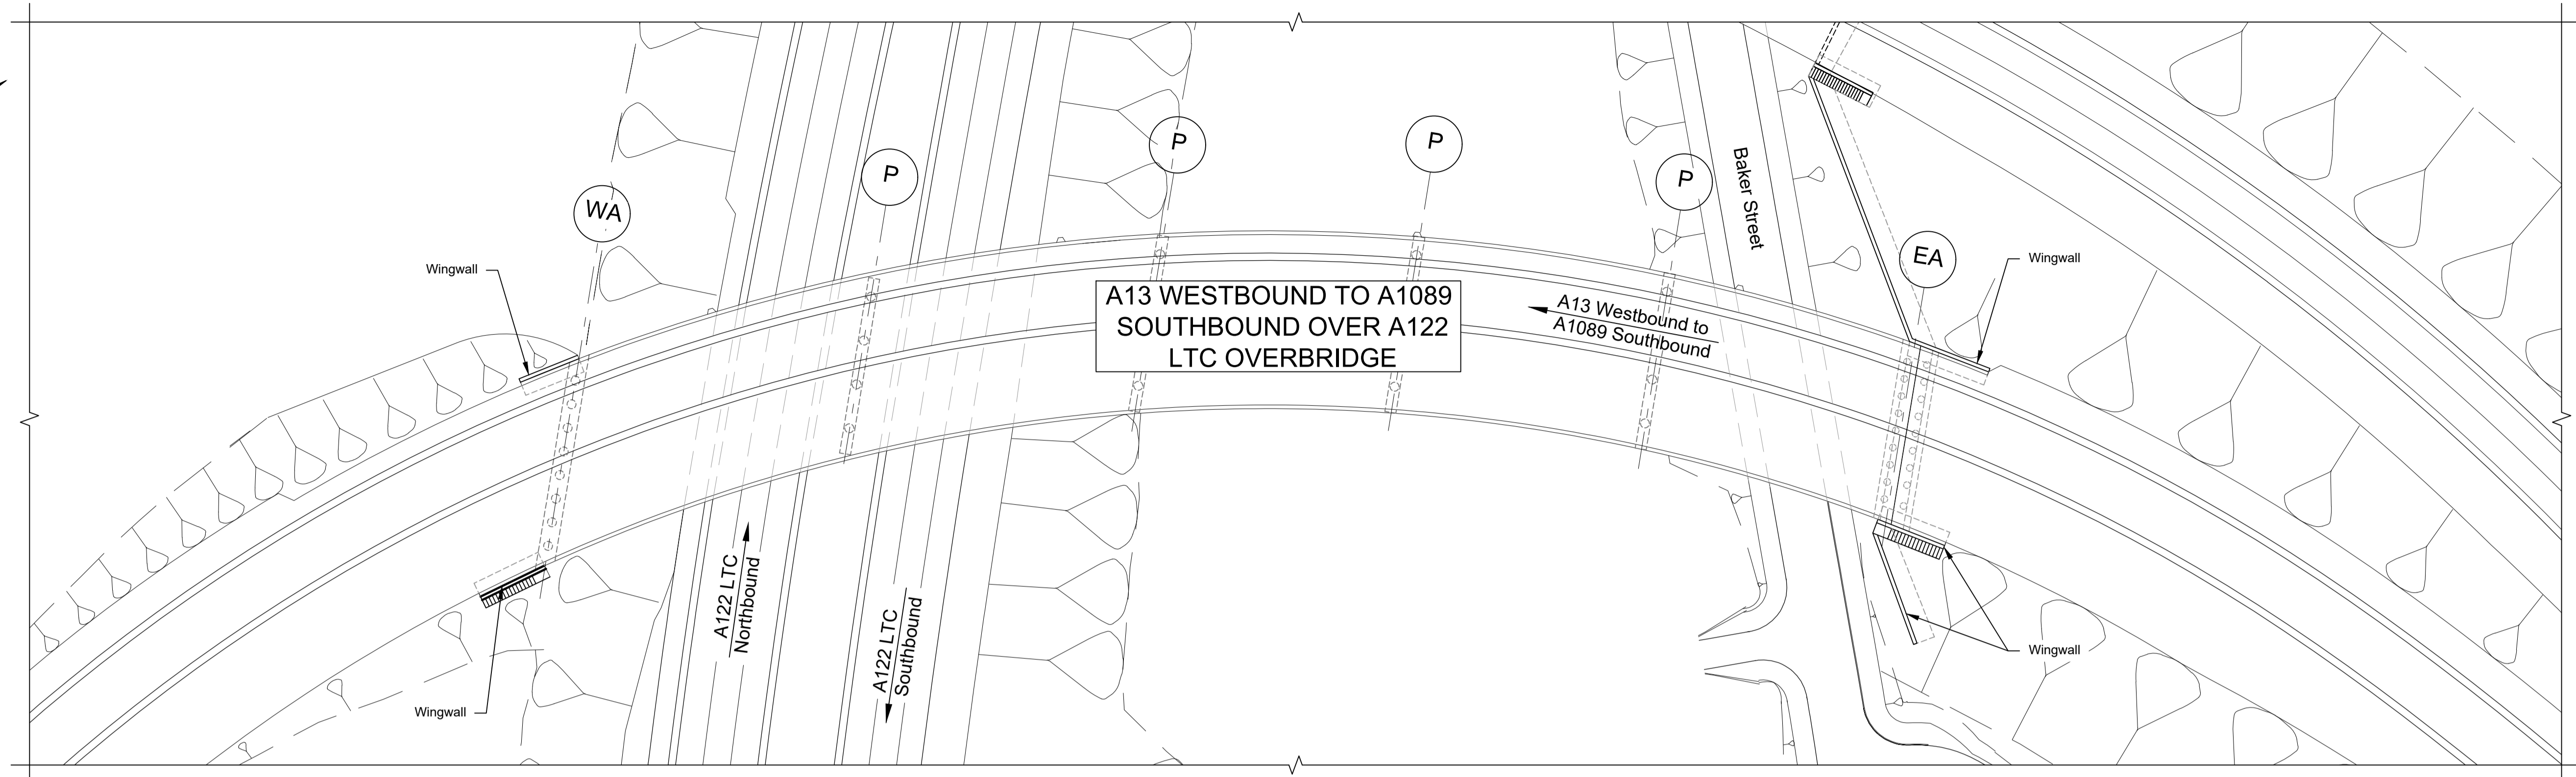 P
P
P
P
WA
EA
Baker Street
Wingwall
Wingwall
A13 WESTBOUND TO A1089
SOUTHBOUND OVER A122
LTC OVERBRIDGE
A13 Westbound to
A1089 Southbound
A122 LTC
Northbound
A122 LTC
Southbound
Wingwall
Wingwall